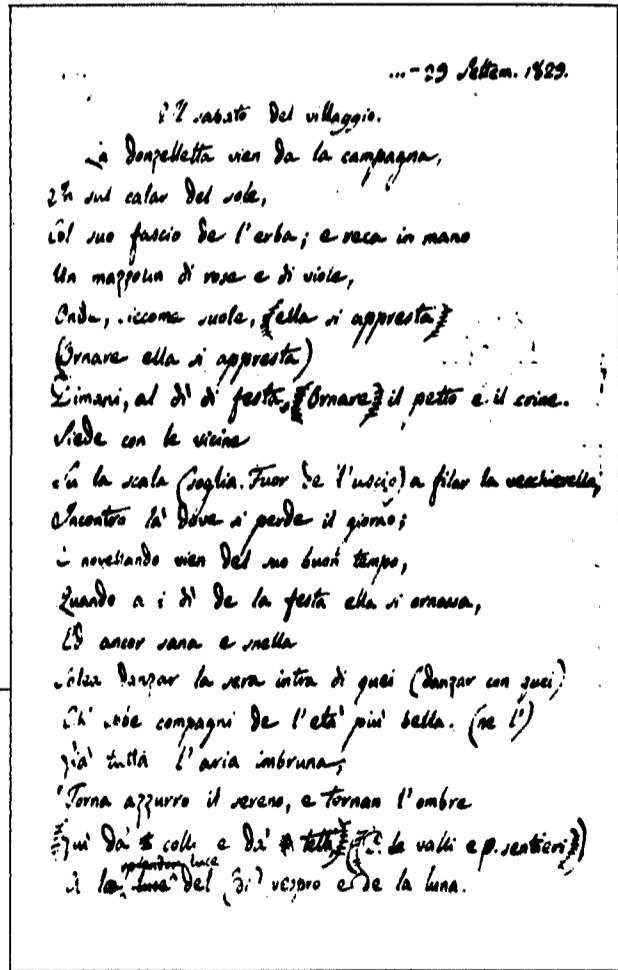 ...-29 Settem. 1829.
Il sabato del villaggio.
La donzelletta vien da la campagna,
In sul calar del sole,
Col suo fascio de l'erba; e reca in mano
Un mazzolin di rose e di viole,
Onde, siccome suole, {ella si appresta}
(Ornare ella si appresta)
Dimani, al dì di festa, {Ornare} il petto e il crine.
Siede con le vicine
Su la scala (soglia. Fuor de l'uscio) a filar la vecchierella,
Incontro là dove si perde il giorno;
E novellando vien del suo buon tempo,
Quando a i dì de la festa ella si ornava,
Ed ancor sana e snella
Solea danzar la sera intra di quei (danzar con quei)
Ch' ebbe compagni de l'età più bella. (ne l')
Già tutta l'aria imbruna,
Torna azzurro il sereno, e tornan l'ombre
Giù da' colli e da' tetti ( de valli e p. sentieri)
A la luce del (di) vespro e de la luna.